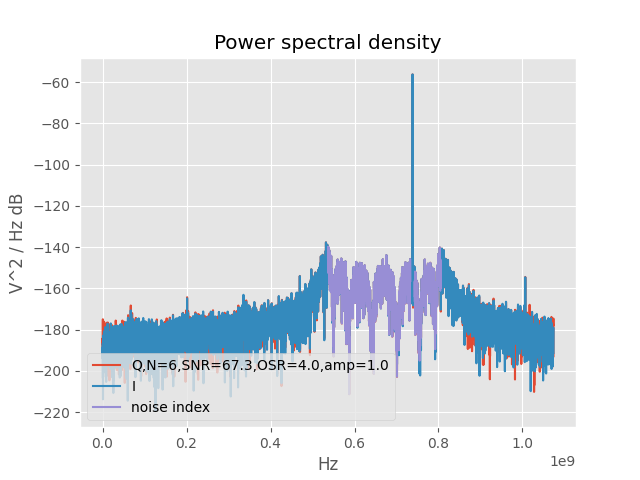 Power spectral density
V^2 / Hz dB
−60
−80
−100
−120
−140
−160
−180
−200
−220
Q,N=6,SNR=67.3,OSR=4.0,amp=1.0
I
noise index
0.0 0.2 0.4 0.6 0.8 1.0
1e9
Hz